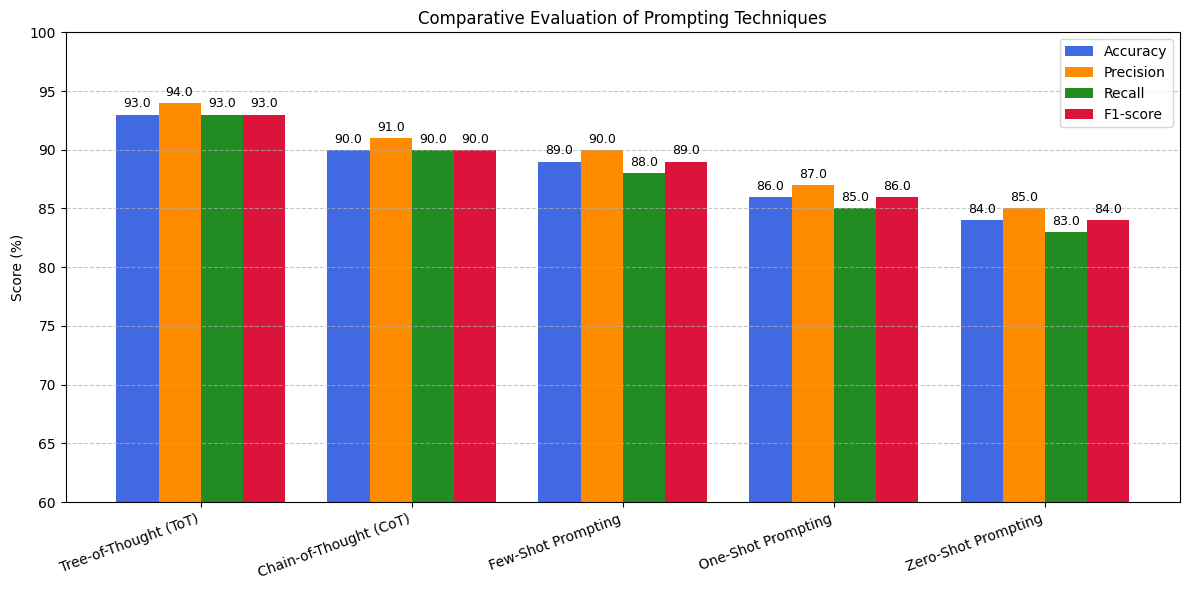 Comparative Evaluation of Prompting Techniques
Score (%)
100
95
90
85
80
75
70
65
60
Accuracy
Precision
Recall
F1-score
93.0 94.0 93.0 93.0
90.0 91.0 90.0 90.0
89.0 90.0 88.0 89.0
86.0 87.0 85.0 86.0
84.0 85.0 83.0 84.0
Tree-of-Thought (ToT)
Chain-of-Thought (CoT)
Few-Shot Prompting
One-Shot Prompting
Zero-Shot Prompting